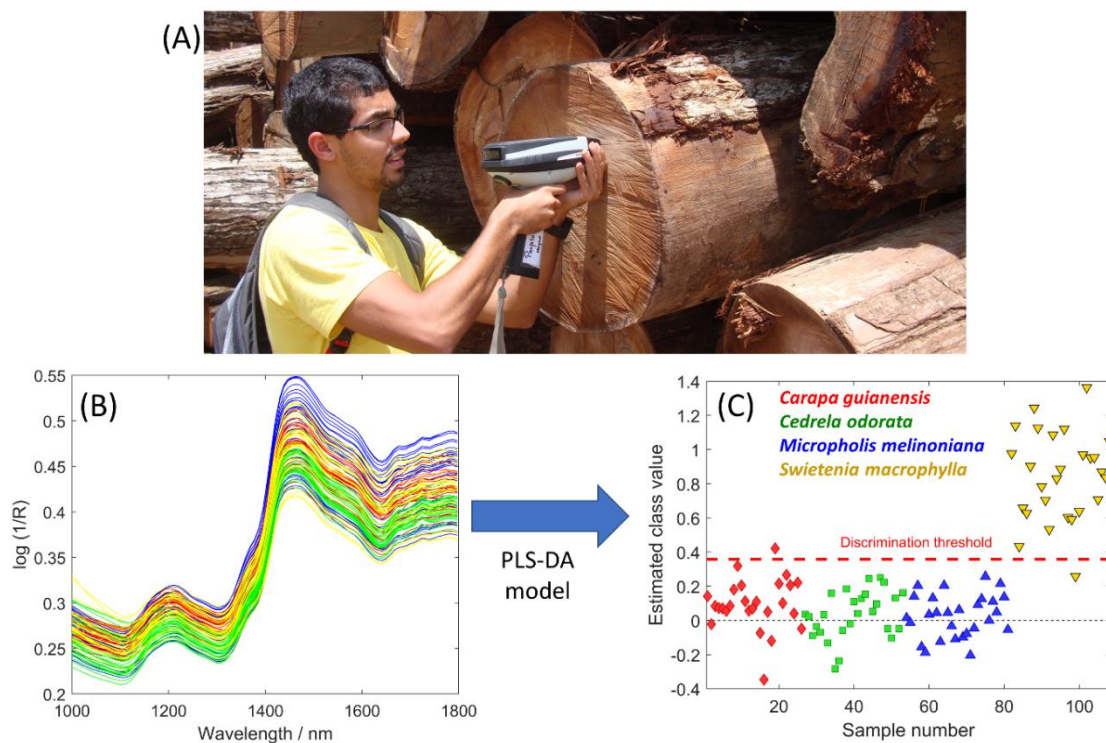 (A)
(B)
0.55
0.5
0.45
0.4
0.35
0.3
0.25
0.2
log (1/R)
1000
1200
1400
1600
1800
Wavelength / nm
PLS-DA
model
(C)
Carapa guianensis
Cedrela odorata
Micropholis melinoniana
Swietenia macrophylla
Discrimination threshold
1.4
1.2
1
0.8
0.6
0.4
0.2
0
-0.2
-0.4
Estimated class value
20
40
60
80
100
Sample number